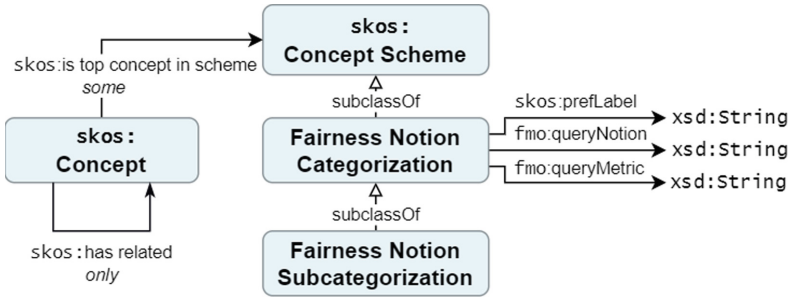 skos:
Concept Scheme
skos:is top concept in scheme
some
subclassOf
skos:prefLabel
xsd:String
skos:
Concept
Fairness Notion
Categorization
fmo:queryNotion
xsd:String
fmo:queryMetric
xsd:String
subclassOf
skos:has related
only
Fairness Notion
Subcategorization